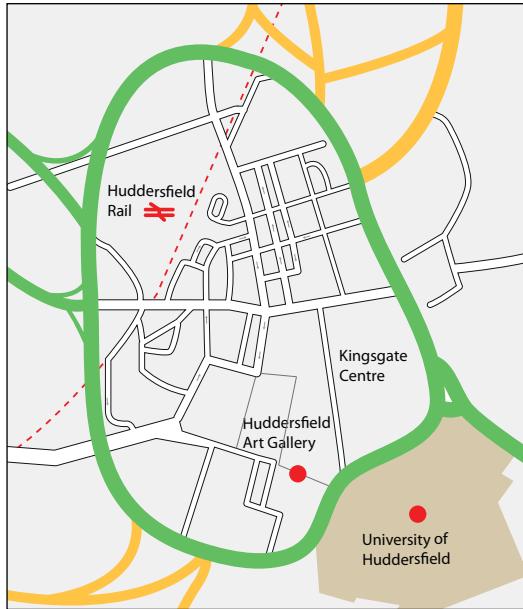 Huddersfield
Rail
Kingsgate
Centre
Huddersfield
Art Gallery
University of
Huddersfield